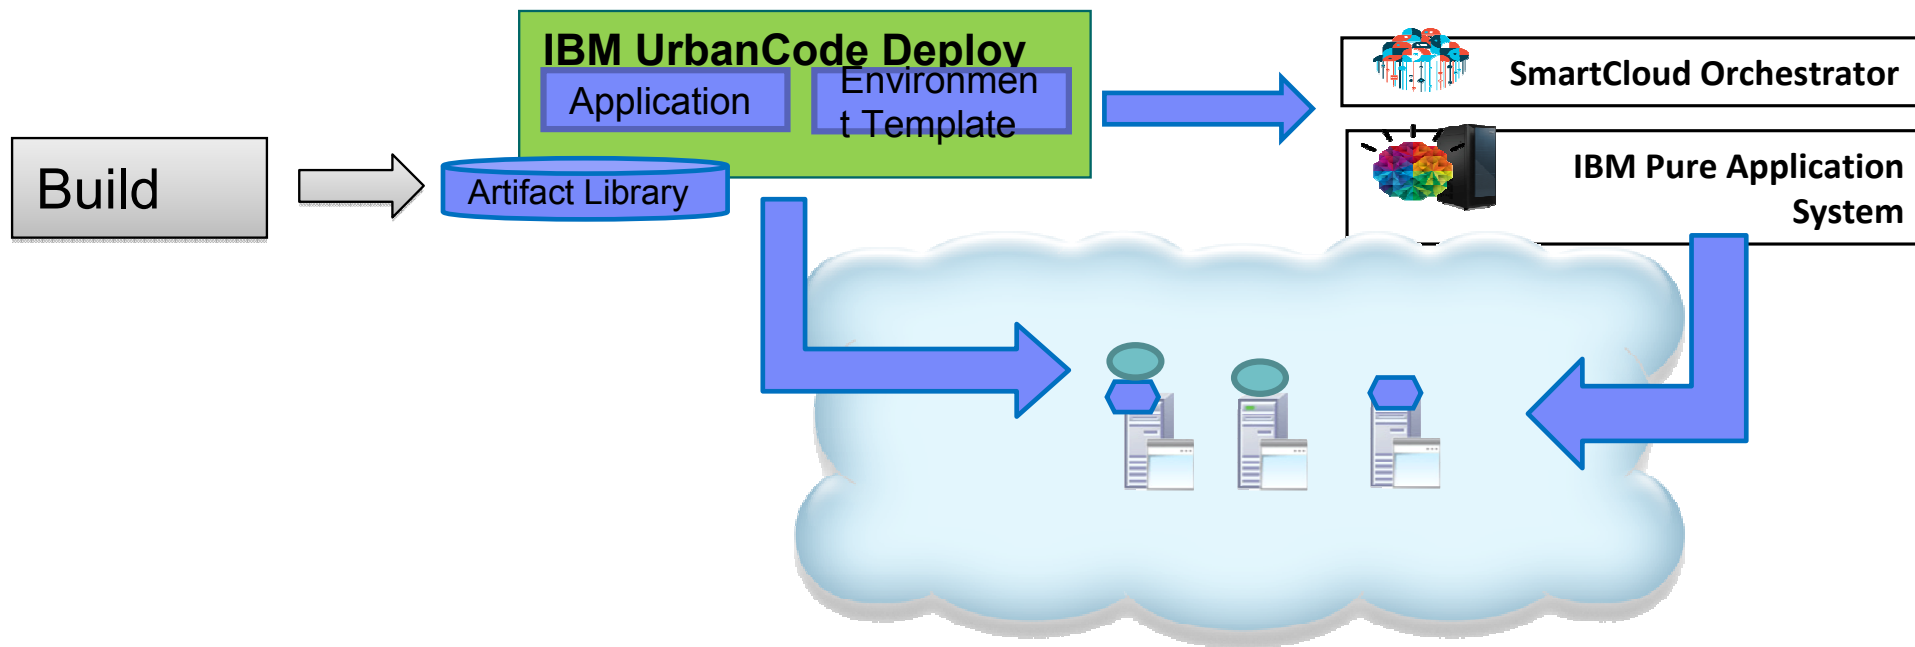 IBM UrbanCode Deploy
Application
Environmen
t Template
Build
Artifact Library
SmartCloud Orchestrator
IBM Pure Application
System